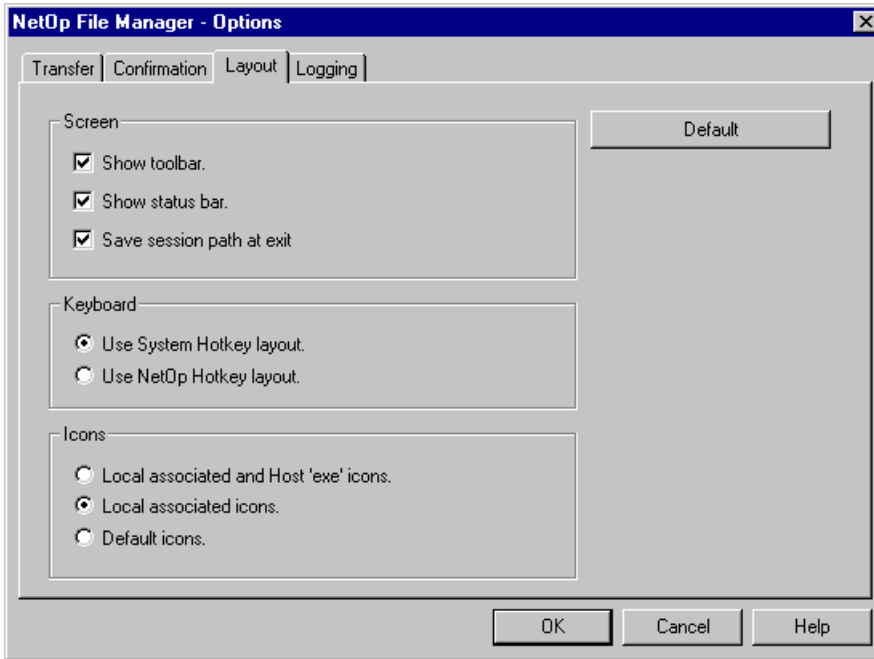 NetOp File Manager - Options
Transfer Confirmation Layout Logging
Screen
Default
Show toolbar.
Show status bar.
Save session path at exit
Keyboard
Use System Hotkey layout.
Use NetOp Hotkey layout.
Icons
Local associated and Host 'exe' icons.
Local associated icons.
Default icons.
OK Cancel Help